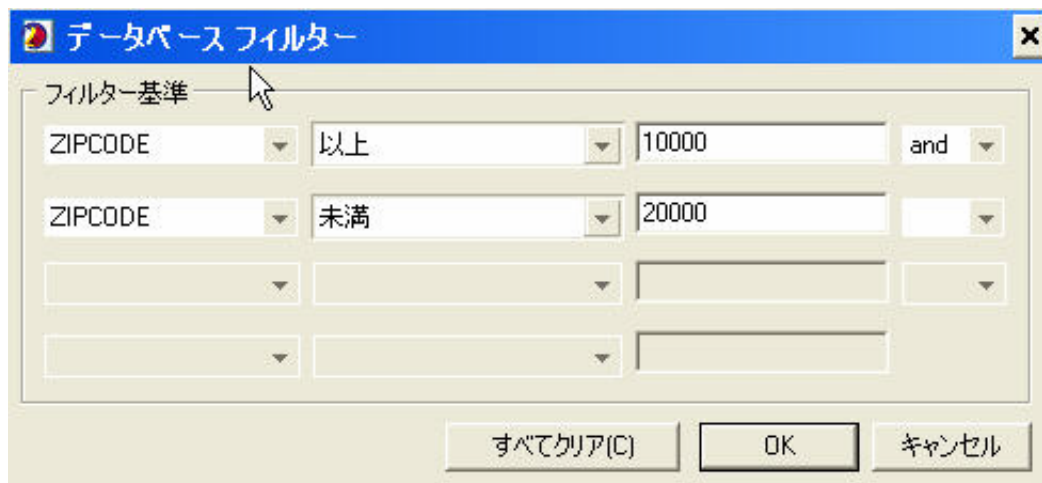 データベース フィルター
フィルター基準
ZIPCODE 以上 10000 and
ZIPCODE 未満 20000
すべてクリア(C) OK キャンセル